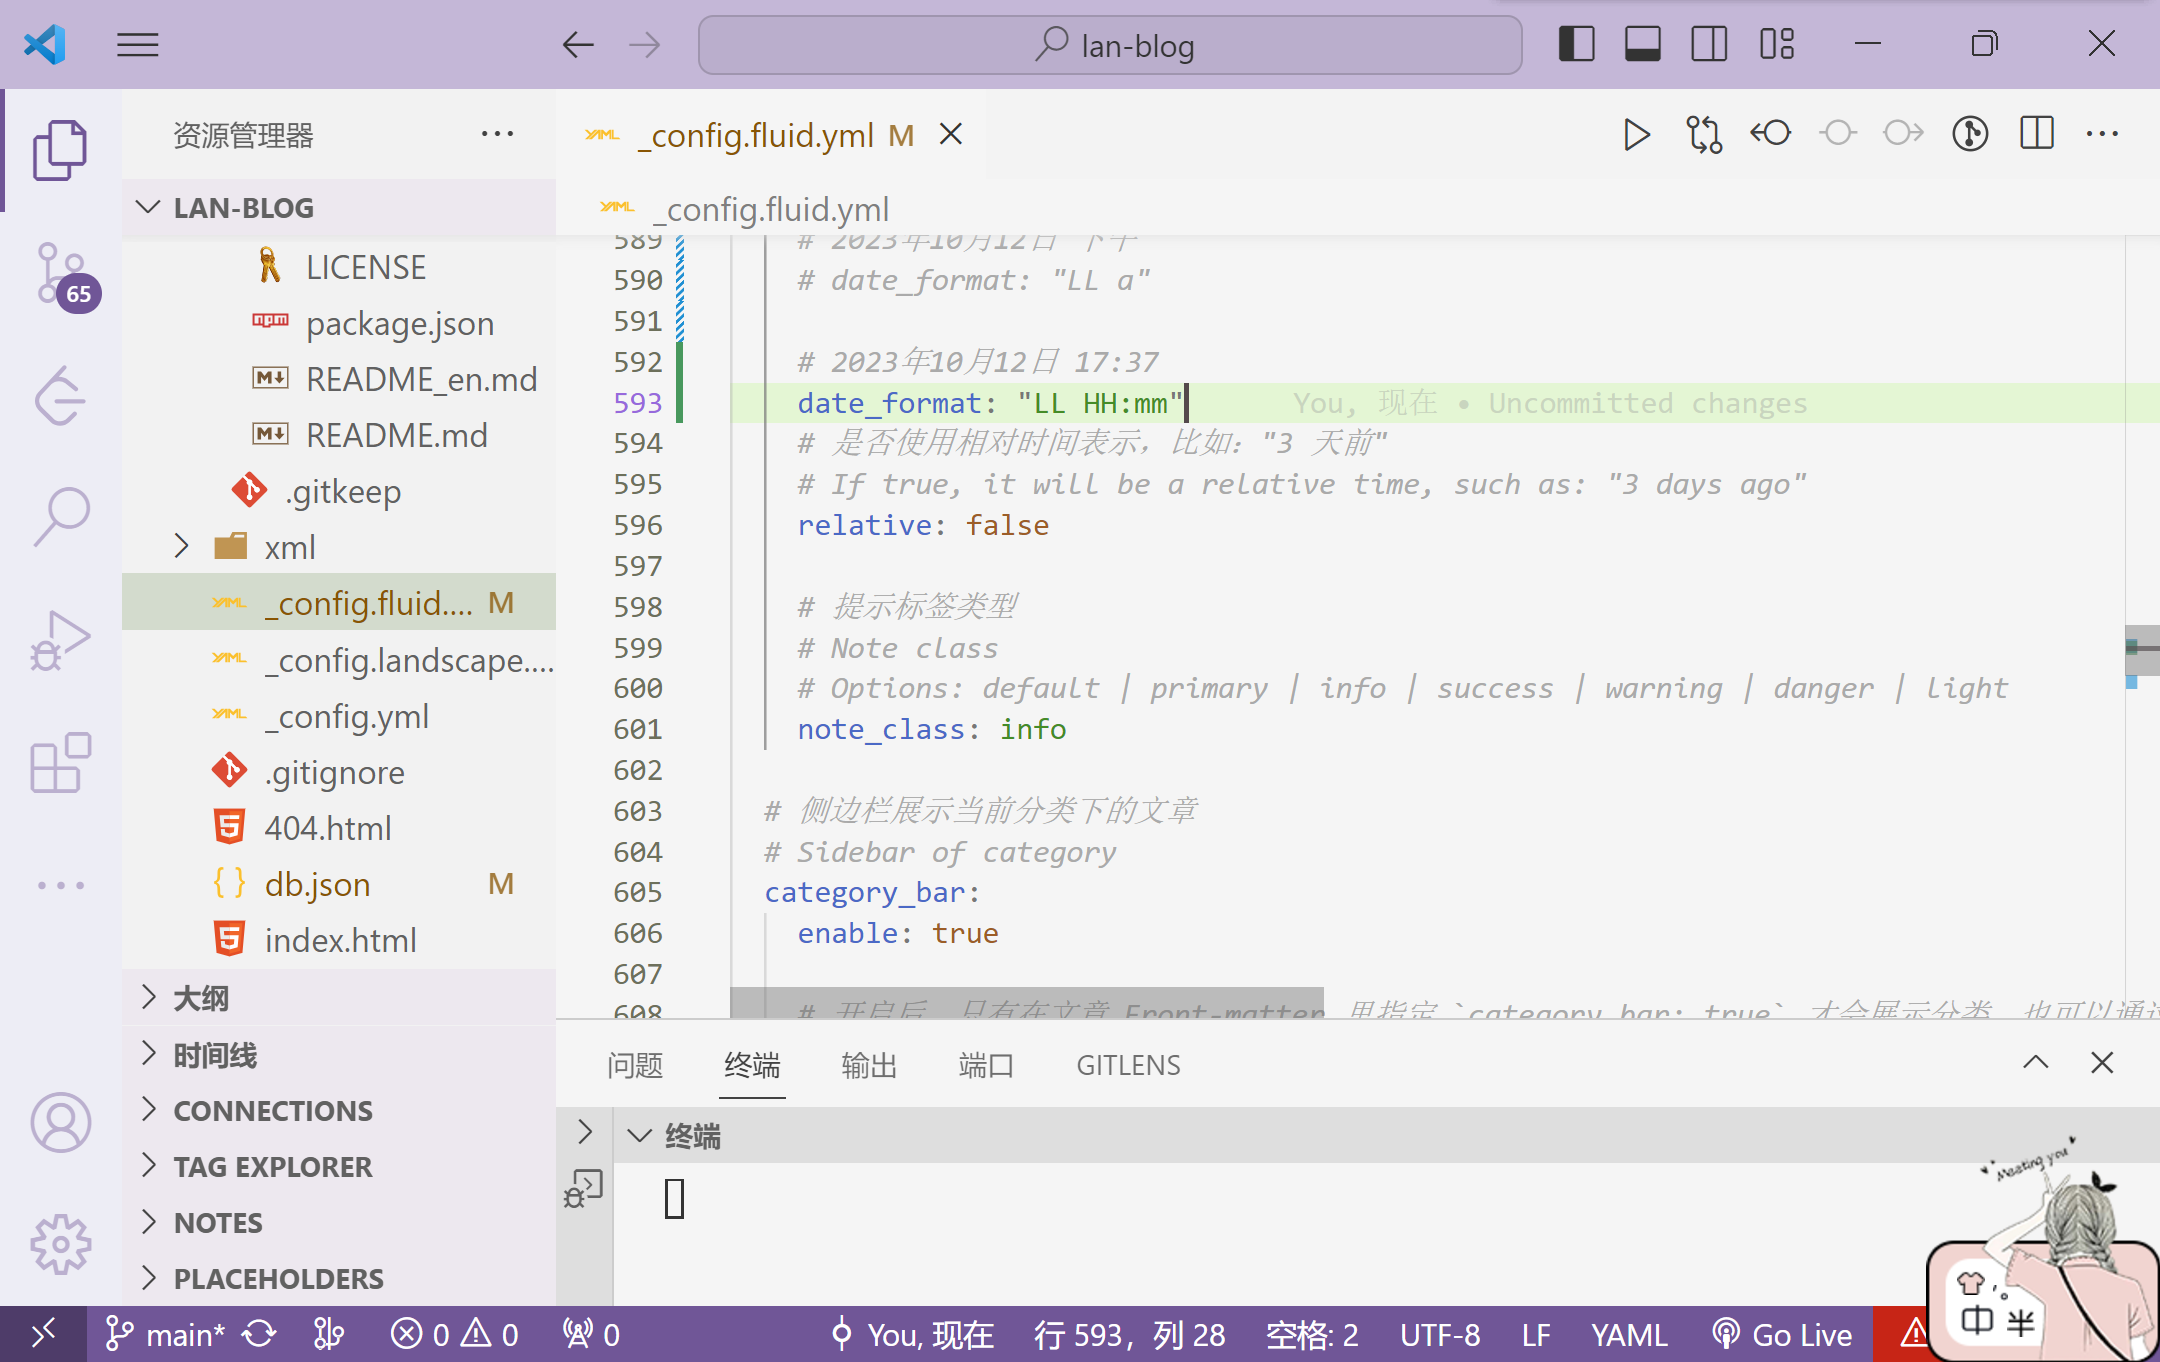 lan-blog
资源管理器
LAN-BLOG
LICENSE
package.json
README_en.md
README.md
.gitkeep
xml
_config.fluid.... M
_config.landscape....
_config.yml
.gitignore
404.html
db.json M
index.html
大纲
时间线
CONNECTIONS
TAG EXPLORER
NOTES
PLACEHOLDERS
65
_config.fluid.yml M
_config.fluid.yml
589 # 2023年10月12日 下午
590 # date_format: "LL a"
591
592 # 2023年10月12日 17:37
593 date_format: "LL HH:mm" You, 现在 • Uncommitted changes
594 # 是否使用相对时间表示，比如："3 天前"
595 # If true, it will be a relative time, such as: "3 days ago"
596 relative: false
597
598 # 提示标签类型
599 # Note class
600 # Options: default | primary | info | success | warning | danger | light
601 note_class: info
602
603 # 侧边栏展示当前分类下的文章
604 # Sidebar of category
605 category_bar:
606 enable: true
607
608 # 开启后，只有在文章 Front-matter 里指定 `category_bar: true` 才会展示分类，也可以通过
问题 终端 输出 端口 GITLENS
终端
Meeting you
中 半
main* 0 0 0 You, 现在 行 593，列 28 空格: 2 UTF-8 LF YAML Go Live